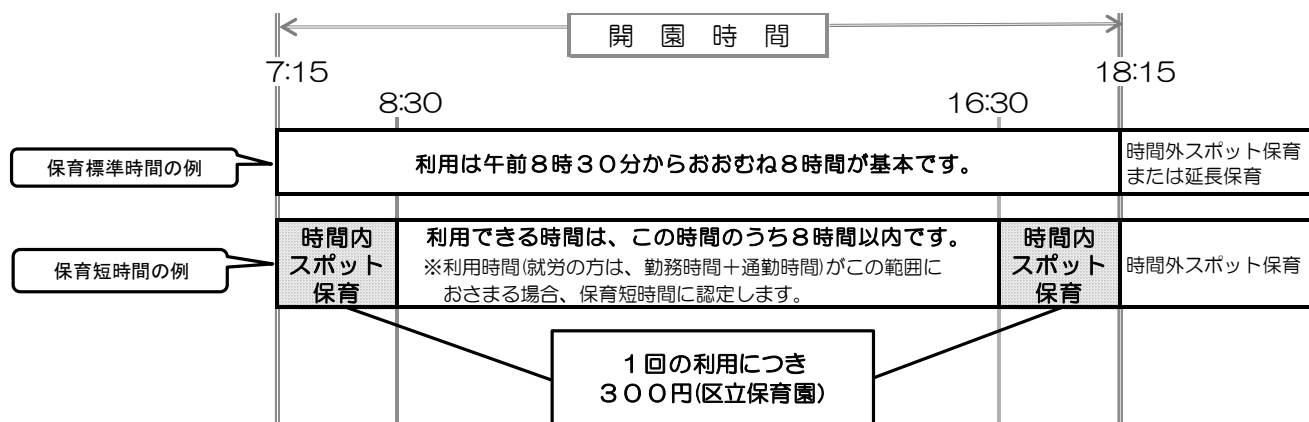 開園時間
7:15
18:15
8:30
16:30
保育標準時間の例
利用は午前８時３０分からおおむね８時間が基本です。
時間外スポット保育
または延長保育
保育短時間の例
時間内
スポット
保育
利用できる時間は、この時間のうち８時間以内です。
※利用時間(就労の方は、勤務時間＋通勤時間)がこの範囲に
おさまる場合、保育短時間に認定します。
時間内
スポット
保育
時間外スポット保育
１回の利用につき
３００円(区立保育園)